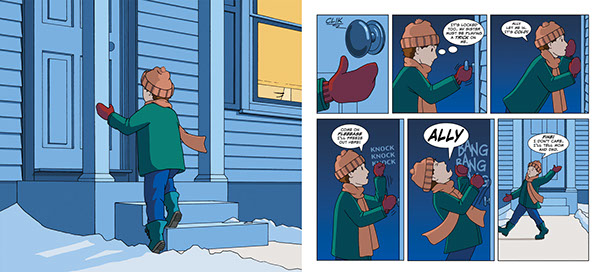 CLIK
IT'S LOCKED
TOO. MY SISTER
MUST BE PLAYING
A TRICK ON
ME.
ALLY
LET ME IN.
IT'S COLD!
COME ON
PLEEEASE
I'LL FREEZE
OUT HERE!
KNOCK
KNOCK
KNOCK
ALLY
BANG
BANG
FINE!
I DON'T CARE.
I'LL TELL MOM
AND DAD.